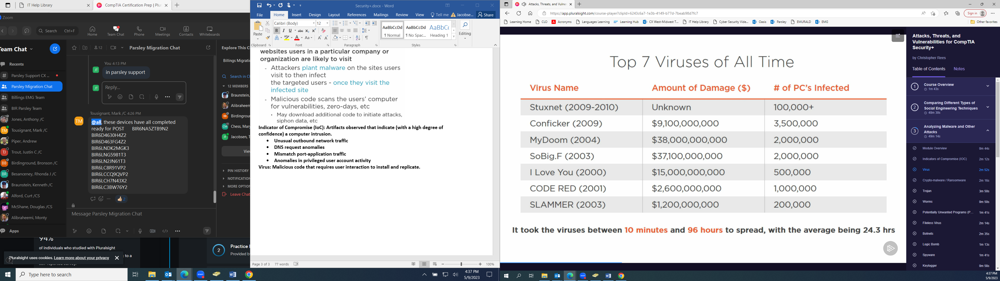 IT Help Library
CompTIA Certification Prep | Plur
Zoom
Search Ctrl+F
Home
Team Chat
Phone
Meetings
Contacts
Whiteboards
Team Chat
12
Parsley Migration Chat
Explore This C
Recents
Parsley Support CX ...
Parsley Migration Chat
Billings EMG Team
BIR Parsley Team
Jones, Anthony /C
Tousignant, Mark /C
Piper, Andrew
TJ Trout, Justin C /C
BB Birdinground, Bronson /C
BR Besanceney, Rhonda J /C
Braunstein, Kenneth /C
Alford, Curt /CS
McShane, Douglas /CS
Alibraheemi, Monty
Apps
You 4:13 PM
JT
in parsley support
JT
Reply...
Tousignant, Mark /C 4:26 PM
TM
@all, these devices have all completed
ready for POST BIR6NA5ZTB9N2
BIR6D4630H4Z2
BIR6D463FG4Z2
BIR6LNDK2MGK3
BIR6LNG5981T3
BIR6LN2JN61T3
BIR6LC8R91VP2
BIR6LCCQ9QVP2
BIR6LCH7N43X2
BIR6LC3BW76Y2
2
Message Parsley Migration Chat
Billings Migratio
Search in Ch
12 MEMBERS
Braunstein,
Alibraheem
BB Birdingroun
CM Chess, Mary
JT Jacobsen, T
View
PIN HISTORY
NOTIFICATION
MORE OPTION
Leave Chat
94%
of individuals who studied with Pluralsight
to a
Pluralsight uses cookies. Learn more about your privacy
self-reported survey.
2
Practice
Provided by
Type here to search
Security+.docx - Word
File
Home
Insert
Design
Layout
References
Mailings
Review
View
Tell me
Jacobse...
Share
Paste
Clipboard
Calibri (Body)
12
Font
Paragraph
AaBbCcDd
¶ Normal
AaBbCcDd
¶ No Spac...
AaBbCc
Heading 1
Styles
Editing
websites users in a particular company or
organization are likely to visit
- Attackers plant malware on the sites users
visit to then infect
the targeted users - once they visit the
infected site
- Malicious code scans the users' computer
for vulnerabilities, zero-days, etc
• May download additional code to initiate attacks,
siphon data, etc
Indicator of Compromise (IoC): Artifacts observed that indicate (with a high degree of
confidence) a computer intrusion.
• Unusual outbound network traffic
• DNS request anomalies
• Mismatch port-application traffic
• Anomalies in privileged user account activity
Virus: Malicious code that requires user interaction to install and replicate.
Page 3 of 3
77 words
100%
4:37 PM
5/9/2023
Attacks, Threats, and Vulner
https://app.pluralsight.com/course-player?clipId=6243c6a7-1e3b-4149-b77d-7beab98d7fc7
Sign in
Learning Home
CLO
Acronyms
Languages Learning
Learning Hub
CX West-Midwest T...
IT Help Library
Cyber Security Vide...
Oasis
Parsley
EMURALD
EMG
Other favorites
Top 7 Viruses of All Time
Virus Name Amount of Damage ($) # of PC's Infected
Stuxnet (2009-2010) Unknown 100,000+
Conficker (2009) $9,100,000,000 3,500,000
MyDoom (2004) $38,000,000,000 2,000,000
SoBig.F (2003) $37,100,000,000 2,000,000
I Love You (2000) $15,000,000,000 500,000
CODE RED (2001) $2,600,000,000 1,000,000
SLAMMER (2003) $1,200,000,000 200,000
It took the viruses between 10 minutes and 96 hours to spread, with the average being 24.3 hrs
Attacks, Threats, and
Vulnerabilities for CompTIA
Security+
by Christopher Rees
Table of Contents
Notes
1 Course Overview
1m 43s
2 Comparing Different Types of
Social Engineering Techniques
48m 30s
3 Analyzing Malware and Other
Attacks
49m 14s
Module Overview 0m 44s
Indicators of Compromise (IOC) 2m 12s
Virus 2m 52s
Crypto-malware / Ransomware 2m 16s
Trojan 3m 50s
Worms 0m 50s
Potentially Unwanted Programs (P... 1m 41s
Fileless Virus 2m 14s
Botnets 2m 35s
Logic Bomb 1m 13s
Spyware 1m 41s
Keylogger 0m 58s
4:37 PM
5/9/2023